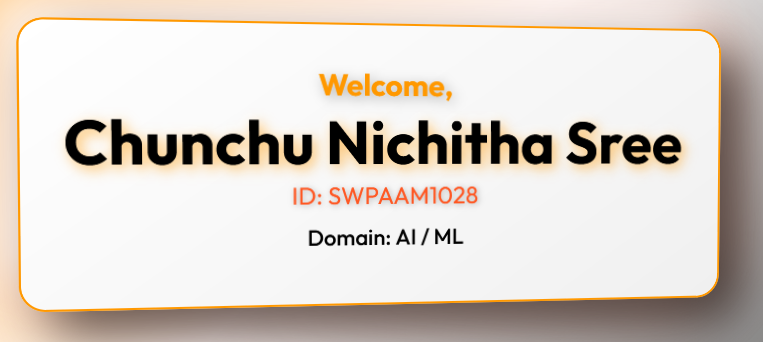 Welcome,
Chunchu Nichitha Sree
ID: SWPAAM1028
Domain: AI / ML